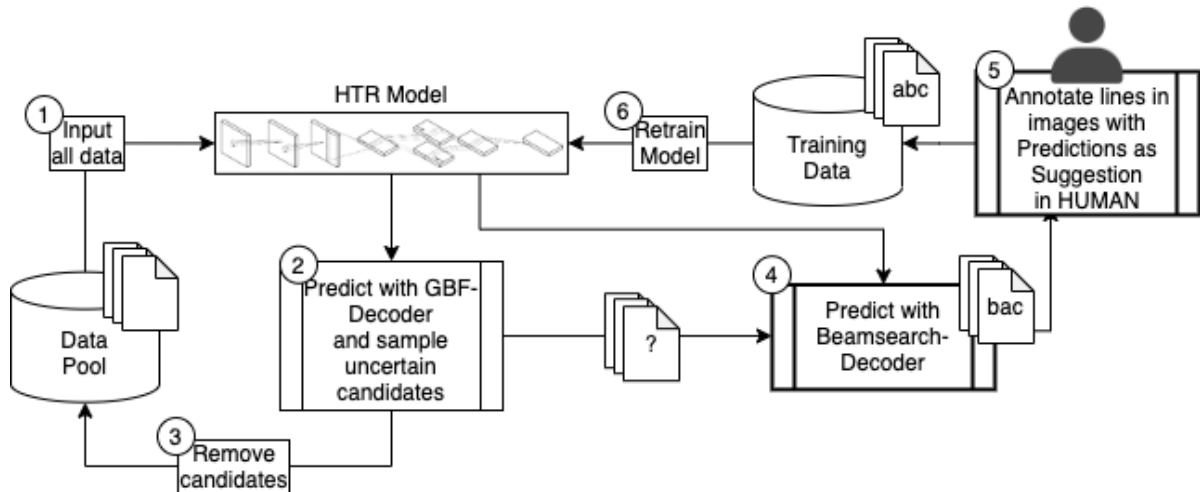 1
Input
all data
HTR Model
6
Retrain
Model
Training
Data
abc
5
Annotate lines in
images with
Predictions as
Suggestion
in HUMAN
Data
Pool
2
Predict with GBF-
Decoder
and sample
uncertain
candidates
?
4
Predict with
Beamsearch-
Decoder
bac
3
Remove
candidates